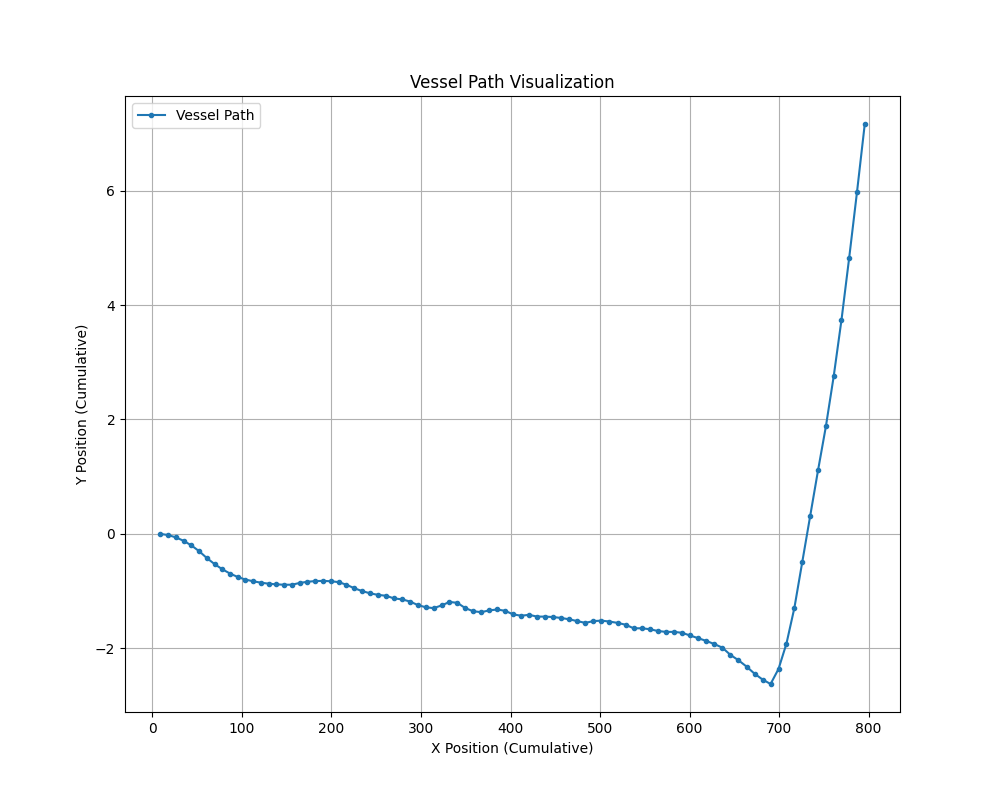 Vessel Path Visualization
Vessel Path
Y Position (Cumulative)
6
4
2
0
−2
0 100 200 300 400 500 600 700 800
X Position (Cumulative)